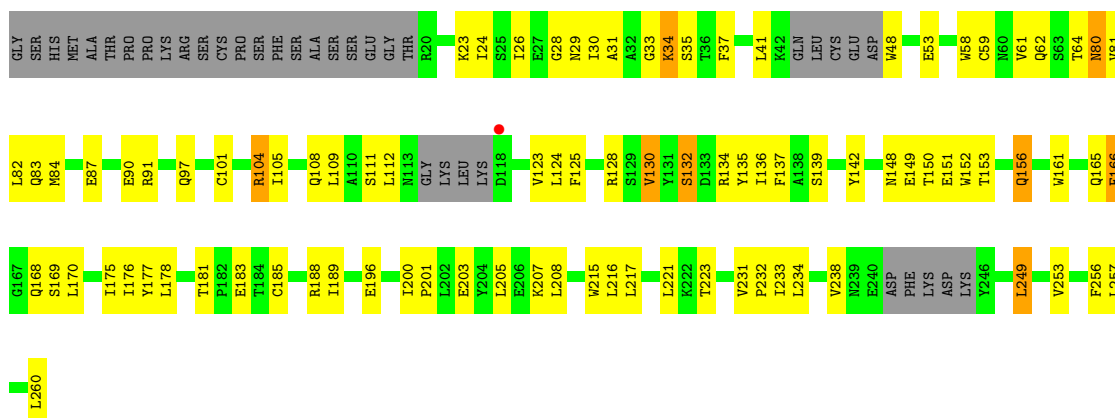 GLY SER HIS MET ALA THR PRO PRO LYS ARG SER CYS PRO SER PHE SER ALA SER SER GLU GLY THR R20 K23 I24 S25 I26 E27 G28 N29 I30 A31 A32 G33 K34 S35 T36 F37 L41 K42 GLN LEU CYS GLU ASP W48 E53 W58 C59 N60 V61 Q62 S63 T64 N80
L82 Q83 M84 E87 E90 R91 Q97 C101 R104 I105 Q108 L109 A110 S111 L112 N113 GLY LYS LEU LYS D118 V123 L124 F125 R128 S129 V130 Y131 S132 D133 R134 Y135 I136 F137 A138 S139 Y142 N148 E149 T150 E151 W152 T153 Q156 W161 Q165
G167 Q168 S169 L170 I175 I176 Y177 L178 T181 P182 E183 T184 C185 R188 I189 E196 I200 P201 L202 E203 Y204 L205 E206 K207 L208 W215 L216 L217 L221 K222 T223 V231 P232 I233 L234 V238 N239 E240 ASP PHE LYS ASP LYS Y246 L249 V253 F256 L257
L260